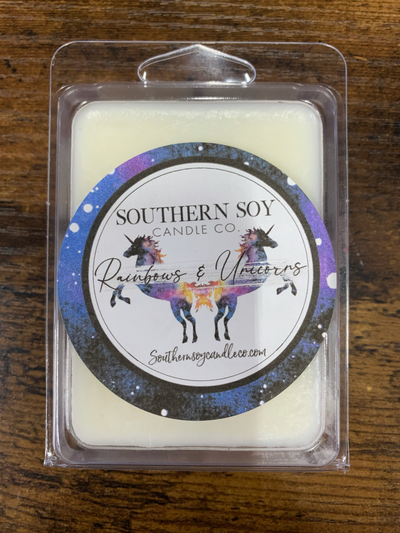 SOUTHERN SOY
CANDLE CO.
Rainbows & Unicorns
Southernsoycandleco.com